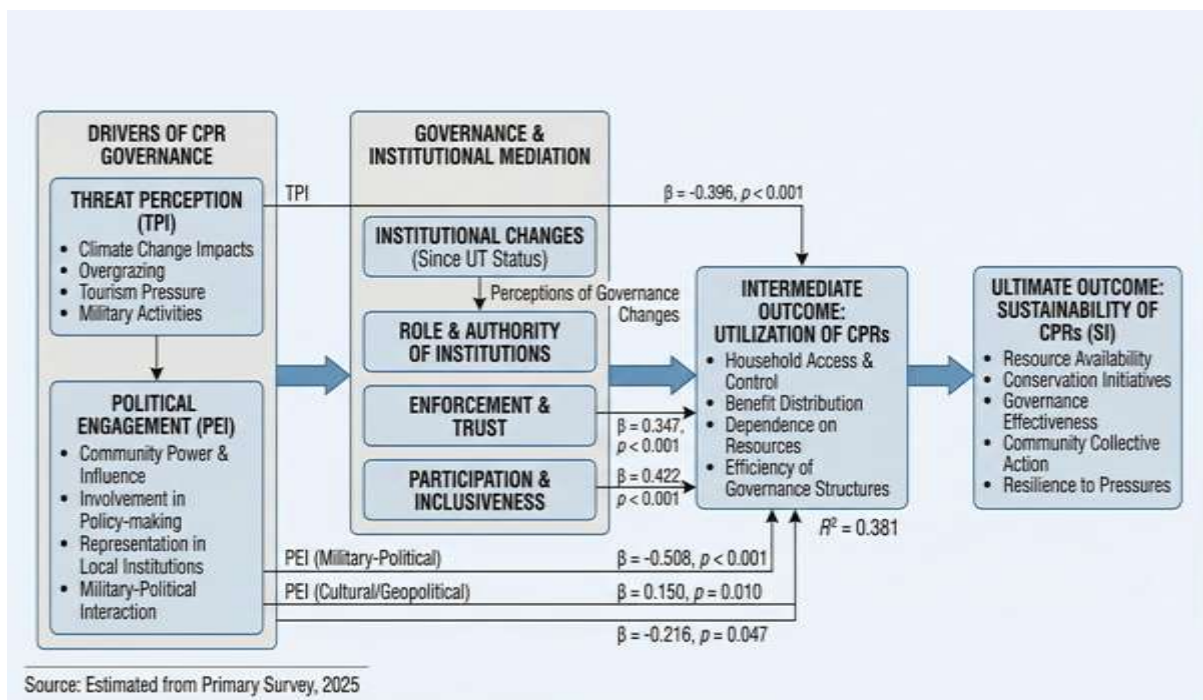 DRIVERS OF CPR
GOVERNANCE
THREAT PERCEPTION
(TPI)
• Climate Change Impacts
• Overgrazing
• Tourism Pressure
• Military Activities
POLITICAL
ENGAGEMENT (PEI)
• Community Power &
Influence
• Involvement in
Policy-making
• Representation in
Local Institutions
• Military-Political
Interaction
TPI
β = -0.396, p < 0.001
GOVERNANCE &
INSTITUTIONAL MEDIATION
INSTITUTIONAL CHANGES
(Since UT Status)
Perceptions of Governance
Changes
ROLE & AUTHORITY
OF INSTITUTIONS
ENFORCEMENT &
TRUST
β = 0.347,
p < 0.001
PARTICIPATION &
INCLUSIVENESS
β = 0.422
p < 0.001
INTERMEDIATE
OUTCOME:
UTILIZATION OF CPRs
• Household Access &
Control
• Benefit Distribution
• Dependence on
Resources
• Efficiency of
Governance Structures
R² = 0.381
ULTIMATE OUTCOME:
SUSTAINABILITY OF
CPRs (SI)
• Resource Availability
• Conservation Initiatives
• Governance
Effectiveness
• Community Collective
Action
• Resilience to Pressures
PEI (Military-Political)
β = -0.508, p < 0.001
PEI (Cultural/Geopolitical)
β = 0.150, p = 0.010
β = -0.216, p = 0.047
Source: Estimated from Primary Survey, 2025